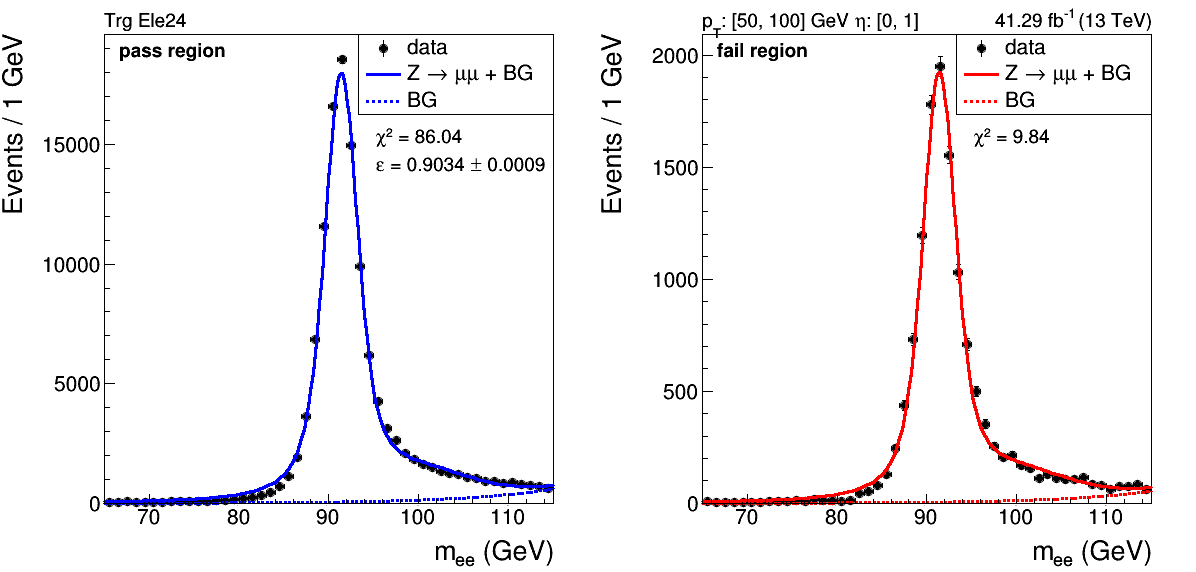 Trg Ele24
pass region
data
Z → μμ + BG
BG
χ² = 86.04
ε = 0.9034 ± 0.0009
Events / 1 GeV
15000
10000
5000
0
70 80 90 100 110
m_ee (GeV)
p_T: [50, 100] GeV η: [0, 1]
41.29 fb⁻¹ (13 TeV)
fail region
data
Z → μμ + BG
BG
χ² = 9.84
Events / 1 GeV
2000
1500
1000
500
0
70 80 90 100 110
m_ee (GeV)